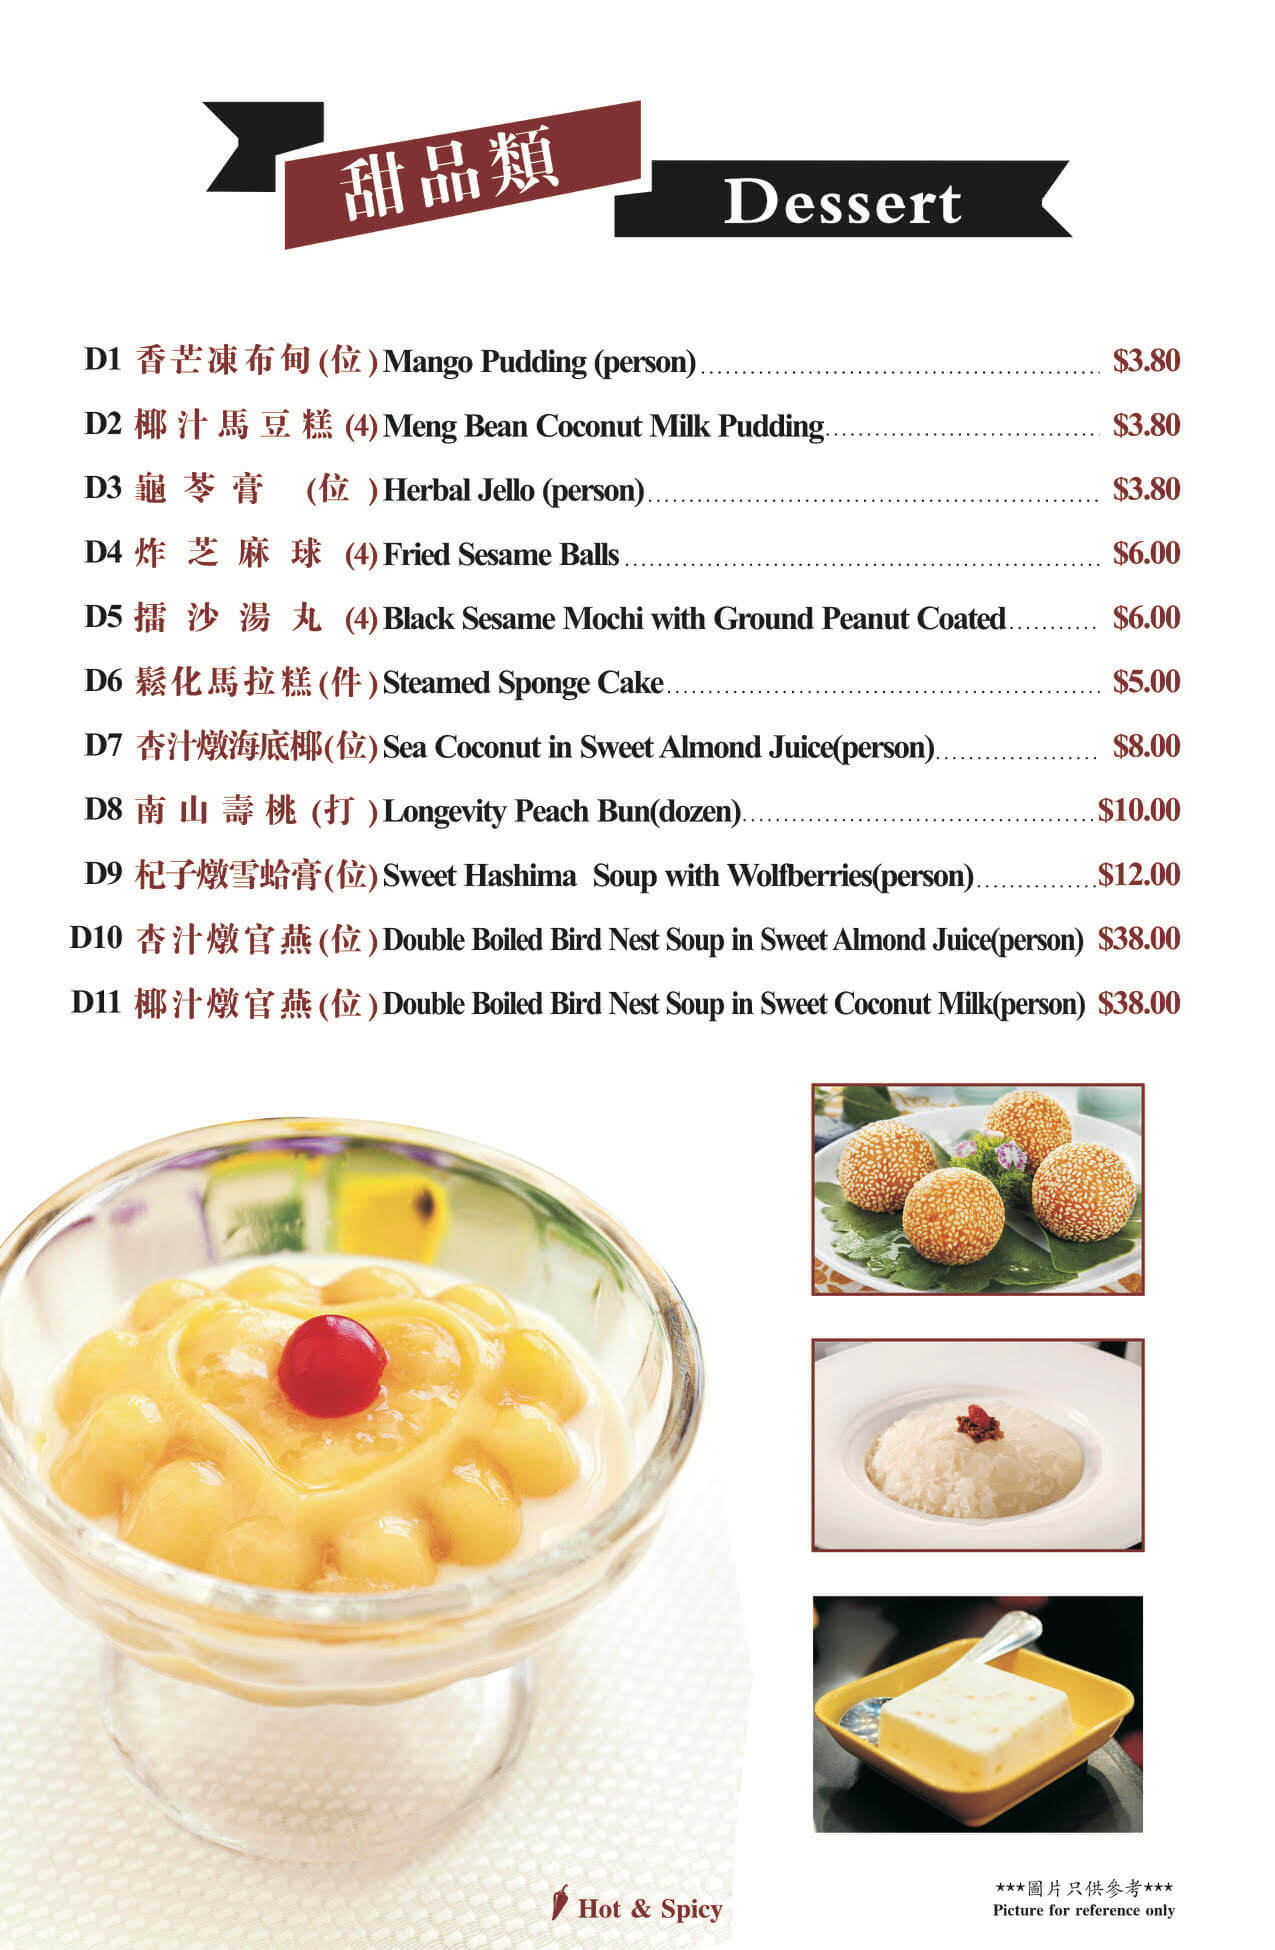 甜品類 Dessert
D1 香芒凍布甸(位) Mango Pudding (person) $3.80
D2 椰汁馬豆糕(4) Meng Bean Coconut Milk Pudding $3.80
D3 龜苓膏 (位) Herbal Jello (person) $3.80
D4 炸芝麻球(4) Fried Sesame Balls $6.00
D5 擂沙湯丸(4) Black Sesame Mochi with Ground Peanut Coated $6.00
D6 鬆化馬拉糕(件) Steamed Sponge Cake $5.00
D7 杏汁燉海底椰(位) Sea Coconut in Sweet Almond Juice(person) $8.00
D8 南山壽桃(打) Longevity Peach Bun(dozen) $10.00
D9 杞子燉雪蛤膏(位) Sweet Hashima Soup with Wolfberries(person) $12.00
D10 杏汁燉官燕(位) Double Boiled Bird Nest Soup in Sweet Almond Juice(person) $38.00
D11 椰汁燉官燕(位) Double Boiled Bird Nest Soup in Sweet Coconut Milk(person) $38.00
Hot & Spicy
***圖片只供參考***
Picture for reference only